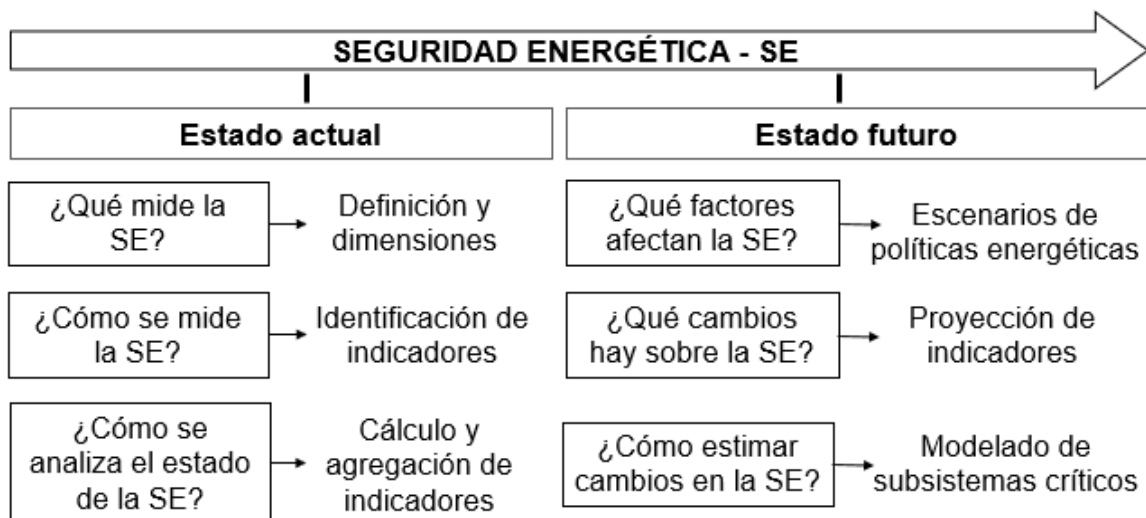 SEGURIDAD ENERGÉTICA - SE
Estado actual
¿Qué mide la
SE?
Definición y
dimensiones
¿Cómo se mide
la SE?
Identificación de
indicadores
¿Cómo se
analiza el estado
de la SE?
Cálculo y
agregación de
indicadores
Estado futuro
¿Qué factores
afectan la SE?
Escenarios de
políticas energéticas
¿Qué cambios
hay sobre la SE?
Proyección de
indicadores
¿Cómo estimar
cambios en la SE?
Modelado de
subsistemas críticos